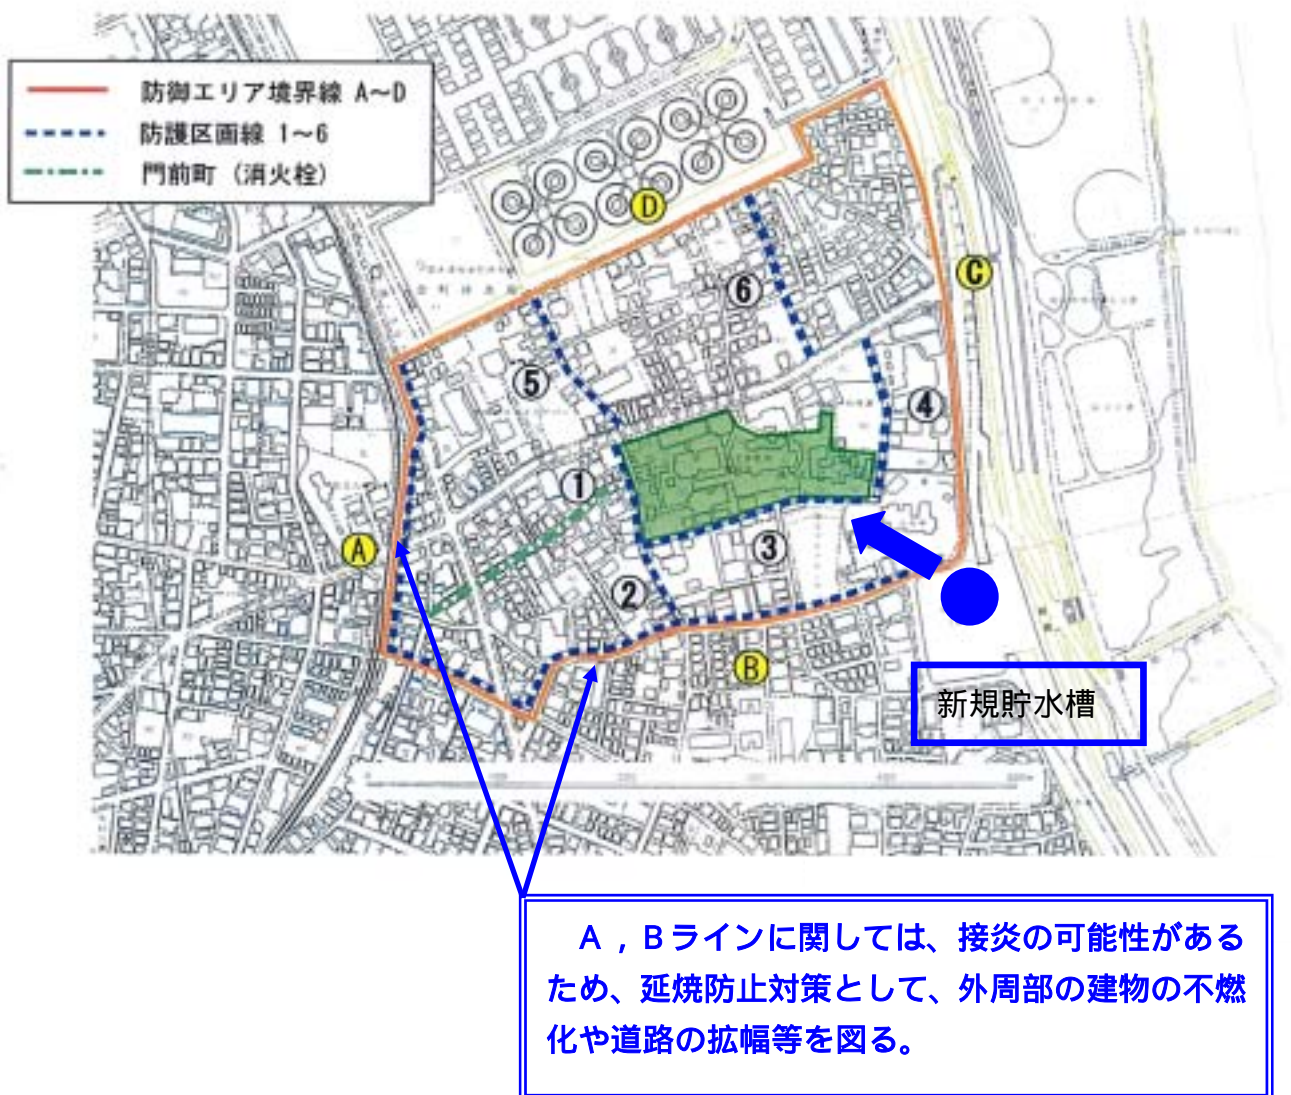 防御エリア境界線 A~D
防護区画線 1~6
門前町 (消火栓)
D
C
⑥
⑤
④
①
A
③
②
B
新規貯水槽
A,Bラインに関しては、接炎の可能性がある
ため、延焼防止対策として、外周部の建物の不燃
化や道路の拡幅等を図る。